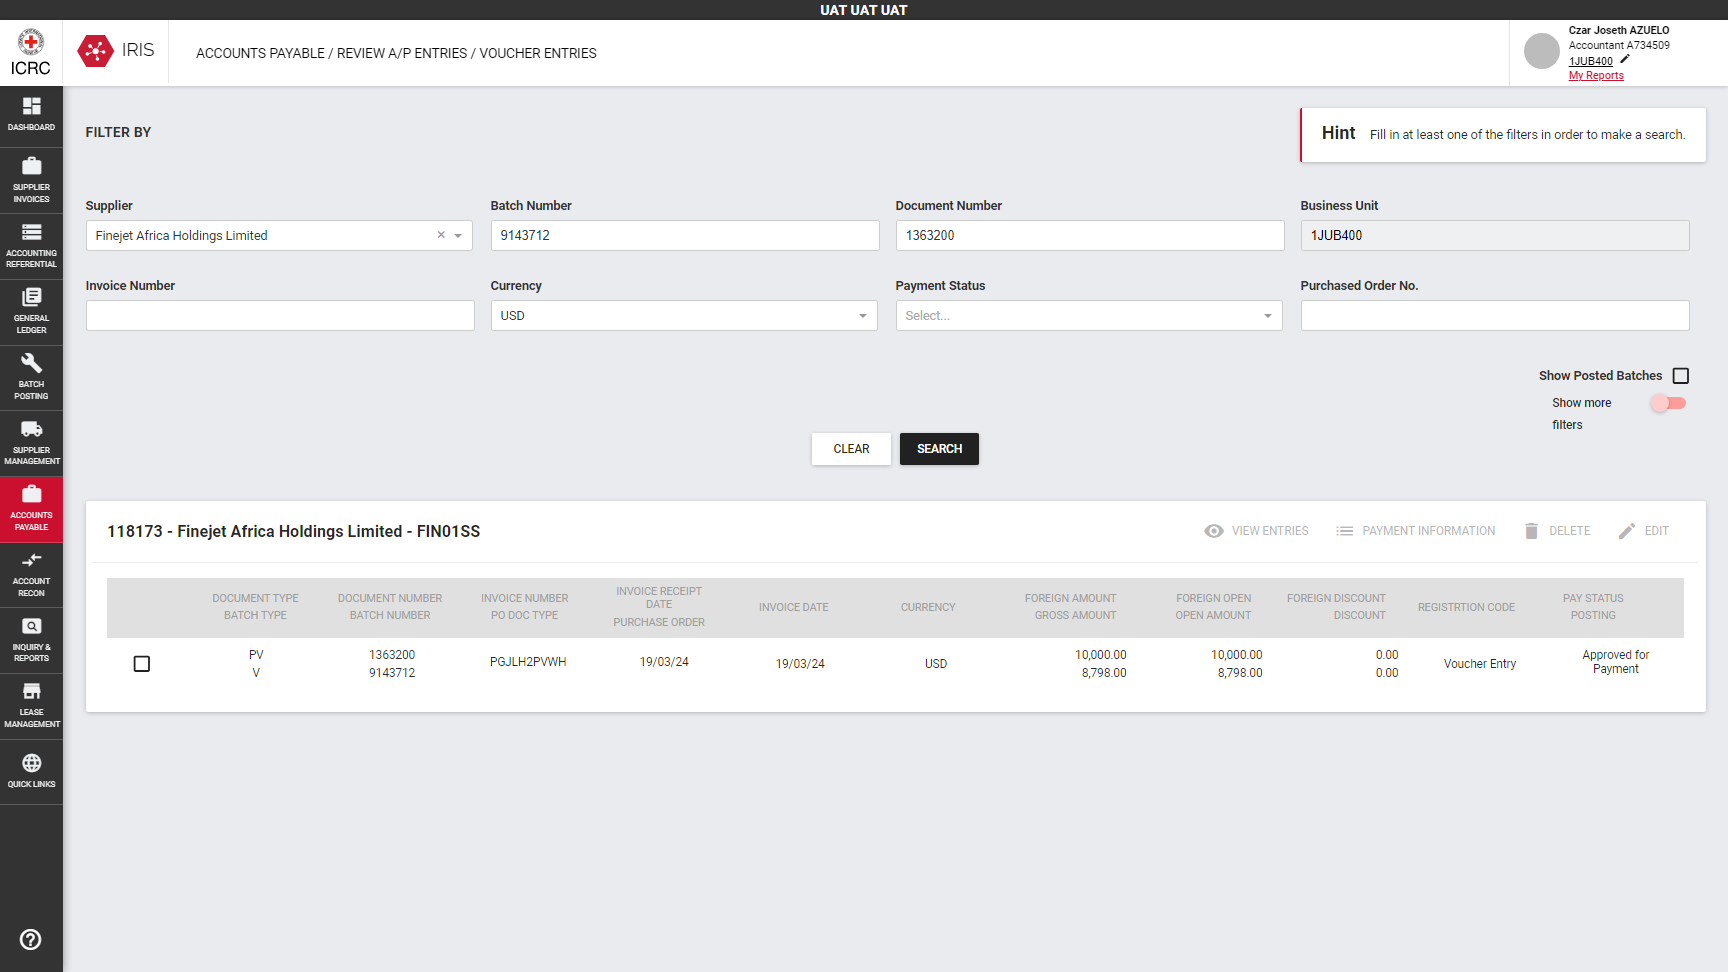 UAT UAT UAT
ICRC
IRIS
ACCOUNTS PAYABLE / REVIEW A/P ENTRIES / VOUCHER ENTRIES
Czar Joseth AZUELO
Accountant A734509
1JUB400
My Reports
DASHBOARD
SUPPLIER
INVOICES
ACCOUNTING
REFERENTIAL
GENERAL
LEDGER
BATCH
POSTING
SUPPLIER
MANAGEMENT
ACCOUNTS
PAYABLE
ACCOUNT
RECON
INQUIRY &
REPORTS
LEASE
MANAGEMENT
QUICK LINKS
FILTER BY
Hint Fill in at least one of the filters in order to make a search.
Supplier Batch Number Document Number Business Unit
Finejet Africa Holdings Limited 9143712 1363200 1JUB400
Invoice Number Currency Payment Status Purchased Order No.
USD Select...
Show Posted Batches
Show more
filters
CLEAR SEARCH
118173 - Finejet Africa Holdings Limited - FIN01SS
VIEW ENTRIES PAYMENT INFORMATION DELETE EDIT
DOCUMENT TYPE
BATCH TYPE
DOCUMENT NUMBER
BATCH NUMBER
INVOICE NUMBER
PO DOC TYPE
INVOICE RECEIPT
DATE
PURCHASE ORDER
INVOICE DATE
CURRENCY
FOREIGN AMOUNT
GROSS AMOUNT
FOREIGN OPEN
OPEN AMOUNT
FOREIGN DISCOUNT
DISCOUNT
REGISTRTION CODE
PAY STATUS
POSTING
PV
V
1363200
9143712
PGJLH2PVWH
19/03/24
19/03/24
USD
10,000.00
8,798.00
10,000.00
8,798.00
0.00
0.00
Voucher Entry
Approved for
Payment